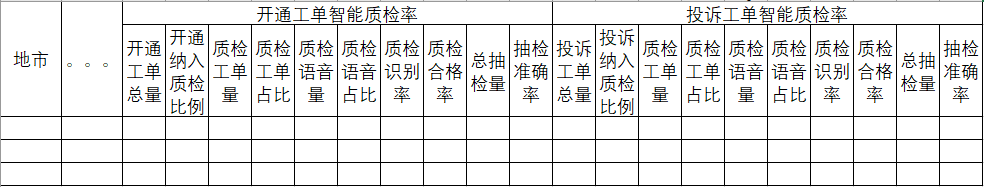 开通工单智能质检率 投诉工单智能质检率
地市 。。。 开通工单总量 开通纳入质检比例 质检工单量 质检工单占比 质检语音量 质检语音占比 质检识别率 质检合格率 总抽检量 抽检准确率 投诉工单总量 投诉纳入质检比例 质检工单量 质检工单占比 质检语音量 质检语音占比 质检识别率 质检合格率 总抽检量 抽检准确率